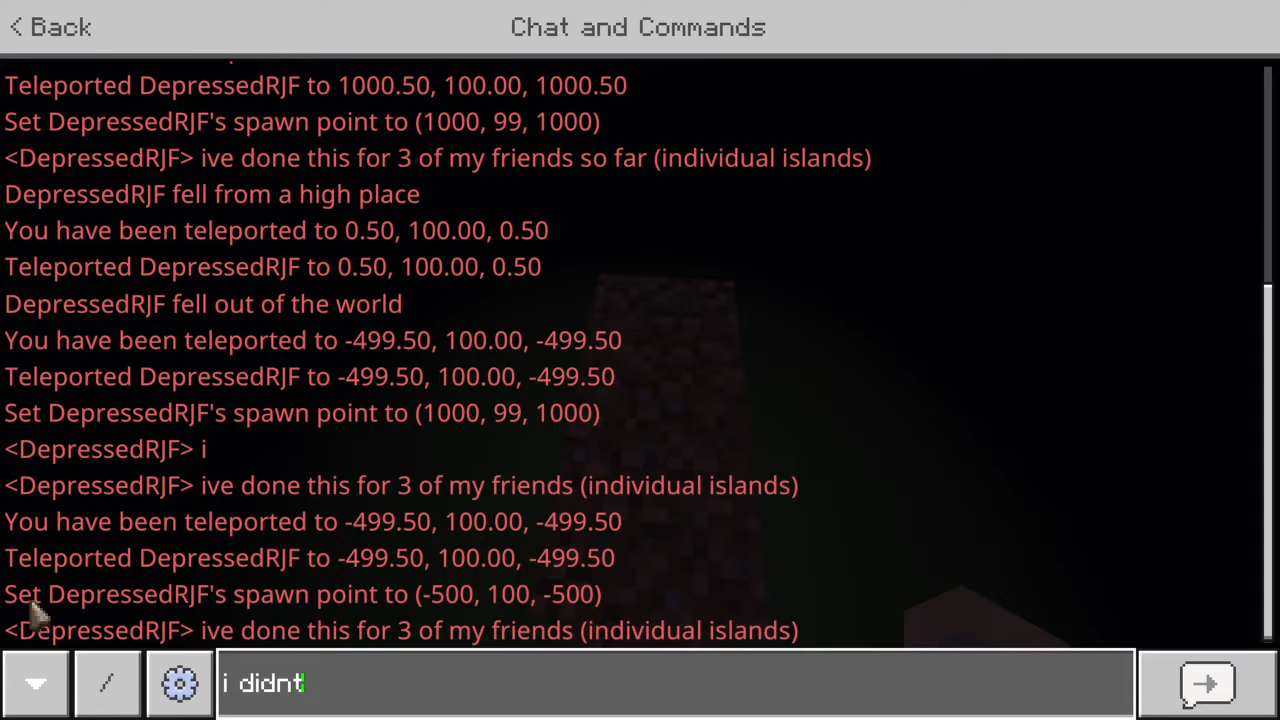 < Back
Chat and Commands
Teleported DepressedRJF to 1000.50, 100.00, 1000.50
Set DepressedRJF's spawn point to (1000, 99, 1000)
<DepressedRJF> ive done this for 3 of my friends so far (individual islands)
DepressedRJF fell from a high place
You have been teleported to 0.50, 100.00, 0.50
Teleported DepressedRJF to 0.50, 100.00, 0.50
DepressedRJF fell out of the world
You have been teleported to -499.50, 100.00, -499.50
Teleported DepressedRJF to -499.50, 100.00, -499.50
Set DepressedRJF's spawn point to (1000, 99, 1000)
<DepressedRJF> i
<DepressedRJF> ive done this for 3 of my friends (individual islands)
You have been teleported to -499.50, 100.00, -499.50
Teleported DepressedRJF to -499.50, 100.00, -499.50
Set DepressedRJF's spawn point to (-500, 100, -500)
<DepressedRJF> ive done this for 3 of my friends (individual islands)
/
i didnt